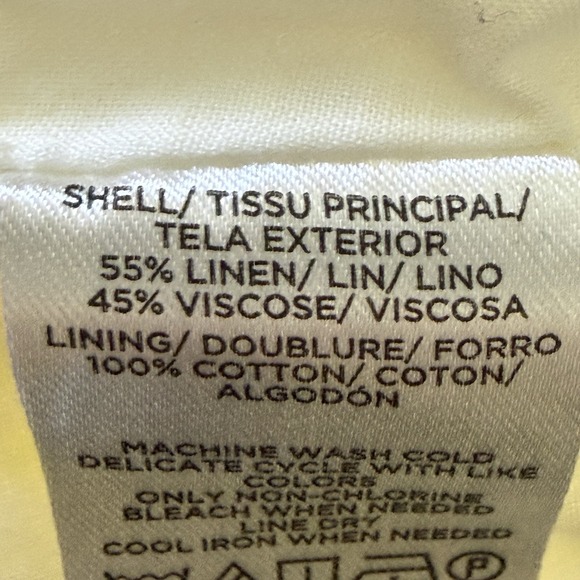 SHELL/ TISSU PRINCIPAL/
TELA EXTERIOR
55% LINEN/ LIN/ LINO
45% VISCOSE/ VISCOSA
LINING/ DOUBLURE/ FORRO
100% COTTON/ COTON/
ALGODÓN
MACHINE WASH COLD
DELICATE CYCLE WITH LIKE
COLORS
ONLY NON-CHLORINE
BLEACH WHEN NEEDED
LINE DRY
COOL IRON WHEN NEEDED
P